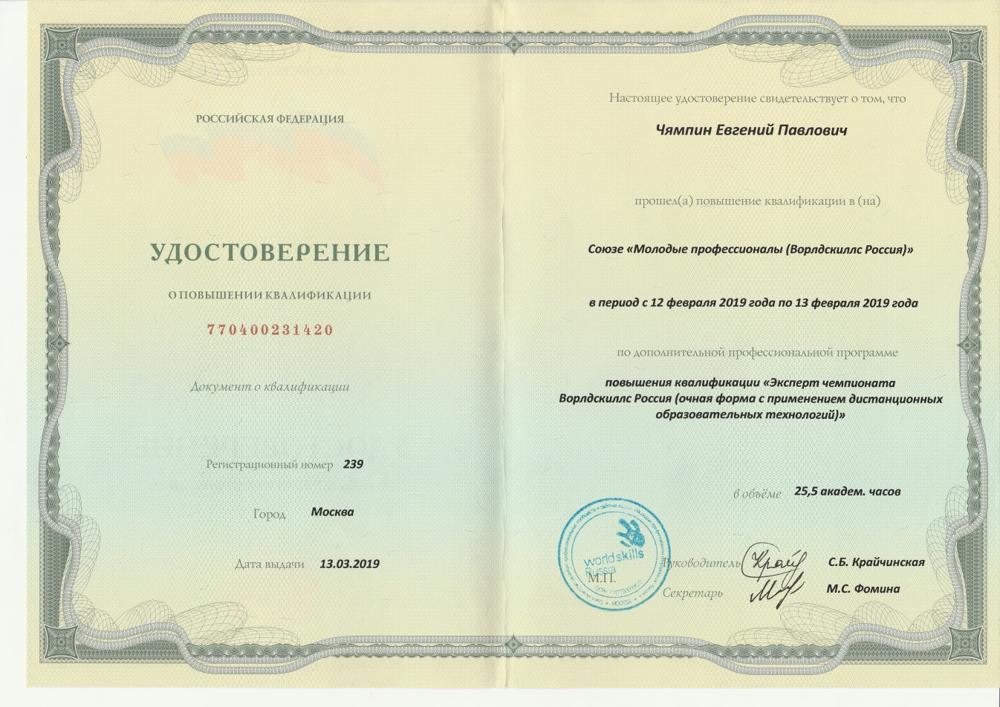 РОССИЙСКАЯ ФЕДЕРАЦИЯ
УДОСТОВЕРЕНИЕ
О ПОВЫШЕНИИ КВАЛИФИКАЦИИ
770400231420
Документ о квалификации
Регистрационный номер 239
Город Москва
Дата выдачи 13.03.2019
Настоящее удостоверение свидетельствует о том, что
Чямпин Евгений Павлович
прошел(а) повышение квалификации в (на)
Союзе «Молодые профессионалы (Ворлдскиллс Россия)»
в период с 12 февраля 2019 года по 13 февраля 2019 года
по дополнительной профессиональной программе
повышения квалификации «Эксперт чемпионата
Ворлдскиллс Россия (очная форма с применением дистанционных
образовательных технологий)»
в объёме 25,5 академ. часов
worldskills
Russia
М.П.
МОСКВА
Руководитель С.Б. Крайчинская
Секретарь М.С. Фомина